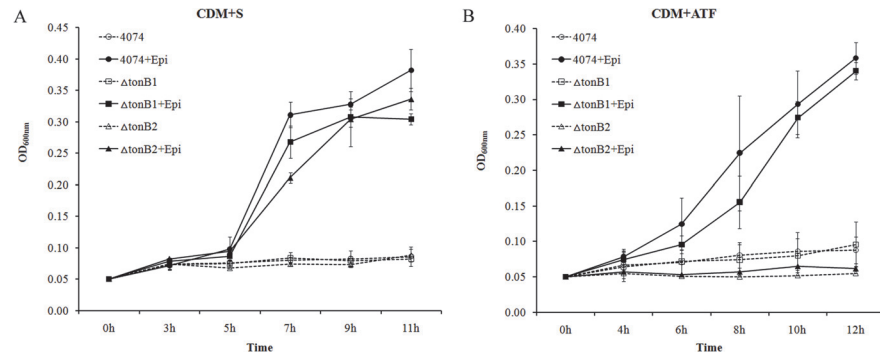 A
CDM+S
OD600nm
0.45
0.40
0.35
0.30
0.25
0.20
0.15
0.10
0.05
0.00
4074
4074+Epi
ΔtonB1
ΔtonB1+Epi
ΔtonB2
ΔtonB2+Epi
0h 3h 5h 7h 9h 11h
Time
B
CDM+ATF
OD600nm
0.40
0.35
0.30
0.25
0.20
0.15
0.10
0.05
0.00
4074
4074+Epi
ΔtonB1
ΔtonB1+Epi
ΔtonB2
ΔtonB2+Epi
0h 4h 6h 8h 10h 12h
Time